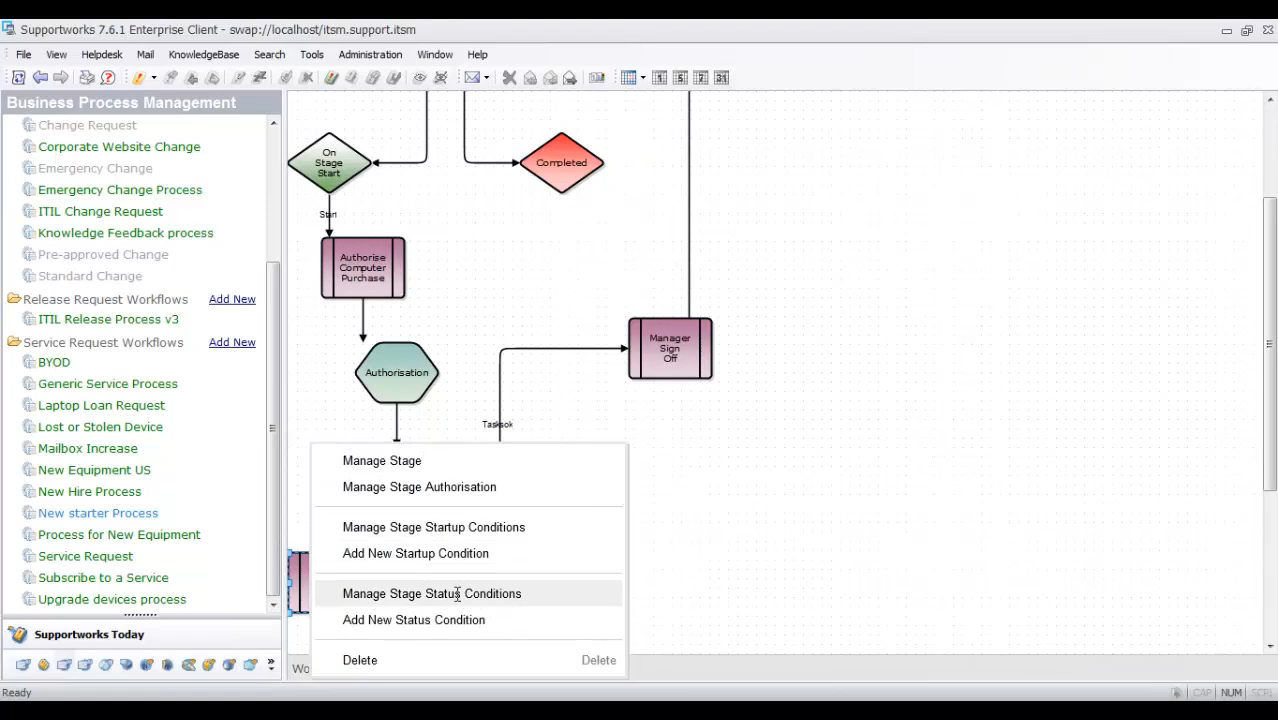 Supportworks 7.6.1 Enterprise Client - swap://localhost/itsm.support.itsm
File View Helpdesk Mail KnowledgeBase Search Tools Administration Window Help
Business Process Management
Change Request
Corporate Website Change
Emergency Change
Emergency Change Process
ITIL Change Request
Knowledge Feedback process
Pre-approved Change
Standard Change
Release Request Workflows Add New
ITIL Release Process v3
Service Request Workflows Add New
BYOD
Generic Service Process
Laptop Loan Request
Lost or Stolen Device
Mailbox Increase
New Equipment US
New Hire Process
New starter Process
Process for New Equipment
Service Request
Subscribe to a Service
Upgrade devices process
Supportworks Today
On
Stage
Start
Completed
Start
Authorise
Computer
Purchase
Authorisation
Manager
Sign
Off
Manage Stage
Manage Stage Authorisation
Manage Stage Startup Conditions
Add New Startup Condition
Manage Stage Status Conditions
Add New Status Condition
Delete Delete
Wo
Ready CAP NUM SCRL